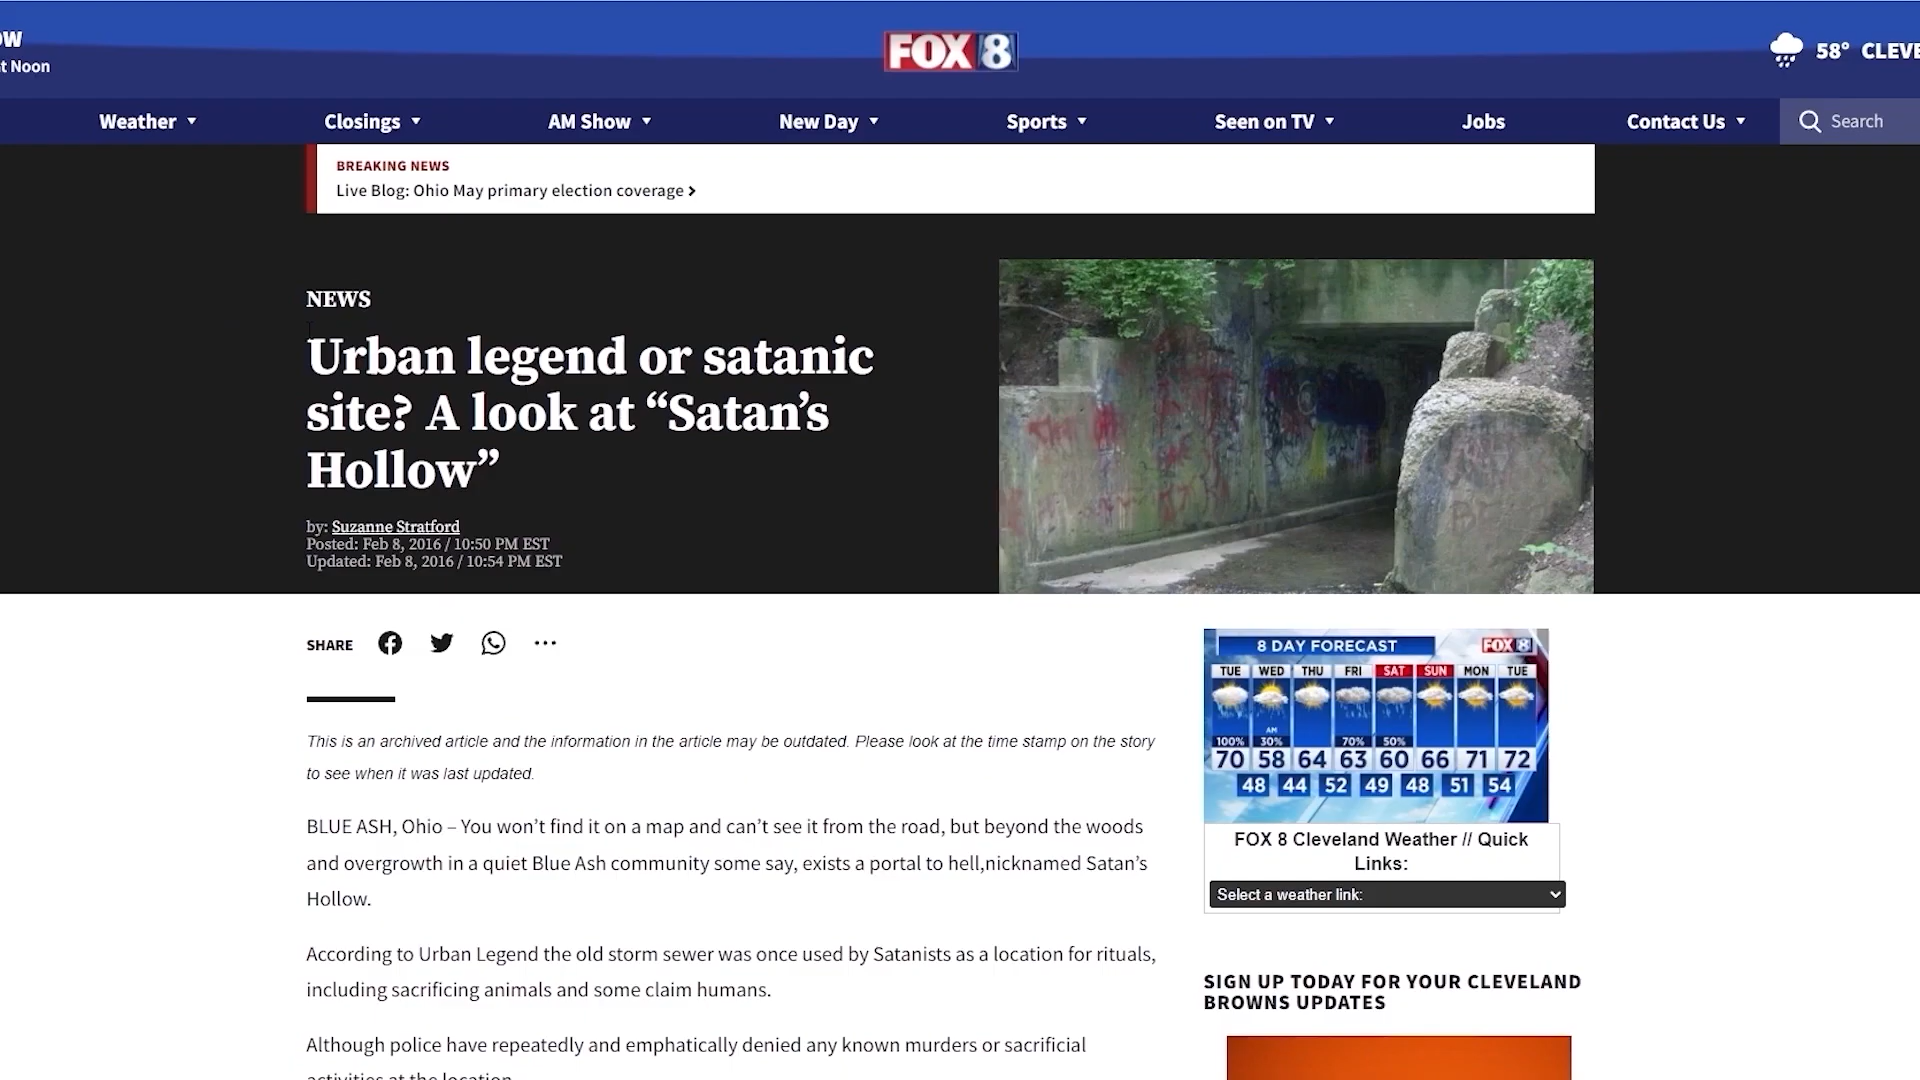 OW
t Noon
FOX 8
58° CLEVE
Weather
Closings
AM Show
New Day
Sports
Seen on TV
Jobs
Contact Us
Search
BREAKING NEWS
Live Blog: Ohio May primary election coverage
NEWS
Urban legend or satanic
site? A look at “Satan’s
Hollow”
by: Suzanne Stratford
Posted: Feb 8, 2016 / 10:50 PM EST
Updated: Feb 8, 2016 / 10:54 PM EST
SHARE
This is an archived article and the information in the article may be outdated. Please look at the time stamp on the story
to see when it was last updated.
BLUE ASH, Ohio – You won’t find it on a map and can’t see it from the road, but beyond the woods
and overgrowth in a quiet Blue Ash community some say, exists a portal to hell,nicknamed Satan’s
Hollow.
According to Urban Legend the old storm sewer was once used by Satanists as a location for rituals,
including sacrificing animals and some claim humans.
Although police have repeatedly and emphatically denied any known murders or sacrificial
activities at the location.
8 DAY FORECAST FOX 8
TUE WED THU FRI SAT SUN MON TUE
AM
100% 30% 70% 50%
70 58 64 63 60 66 71 72
48 44 52 49 48 51 54
FOX 8 Cleveland Weather // Quick
Links:
Select a weather link:
SIGN UP TODAY FOR YOUR CLEVELAND
BROWNS UPDATES